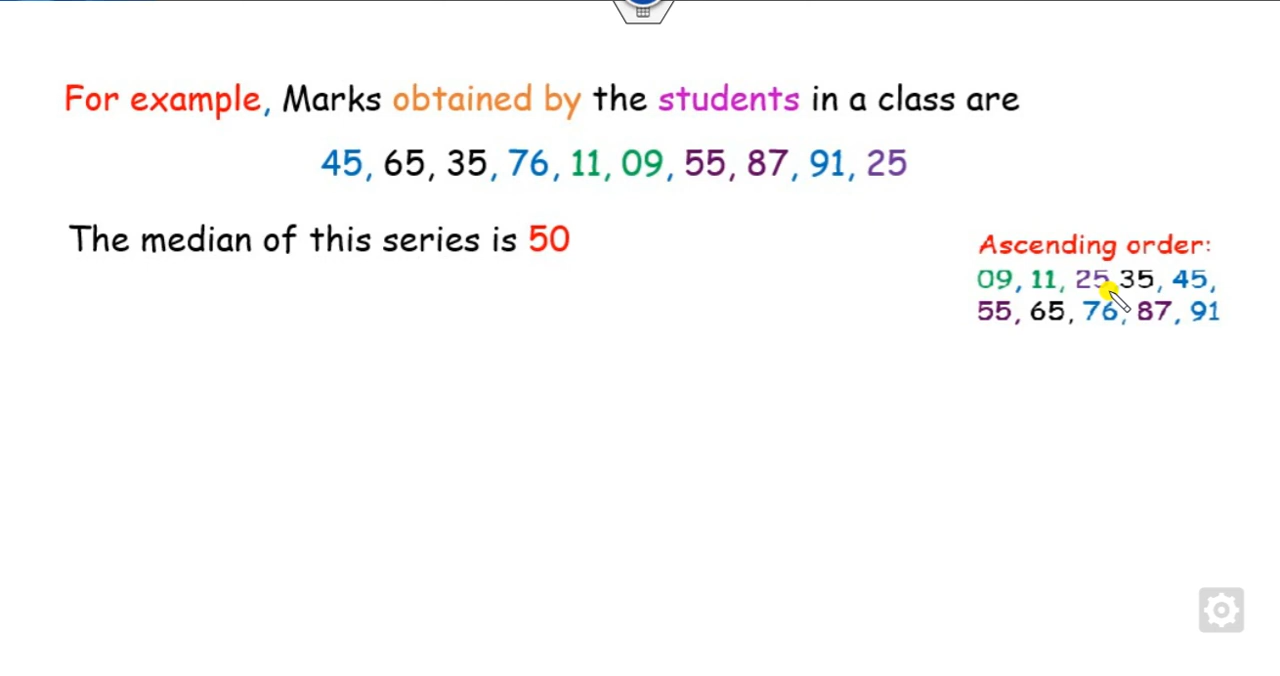 For example, Marks obtained by the students in a class are
45, 65, 35, 76, 11, 09, 55, 87, 91, 25
The median of this series is 50
Ascending order:
09, 11, 25, 35, 45,
55, 65, 76, 87, 91